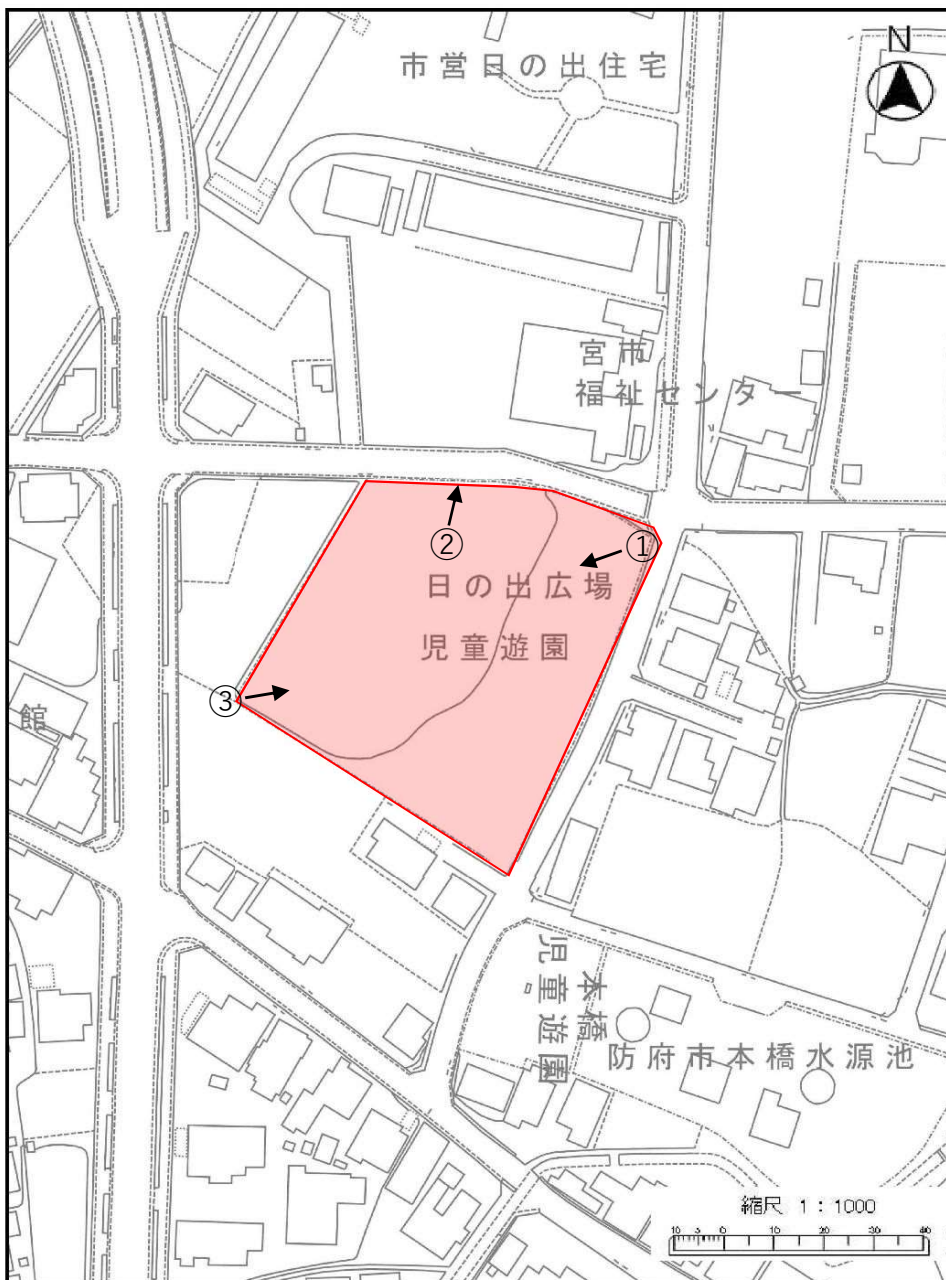 市営日の出住宅
N
宮市
福祉センター
②
①
日の出広場
児童遊園
③
館
本橋
児童遊園
防府市本橋水源池
縮尺 1:1000
10 5 0 10 20 30 40